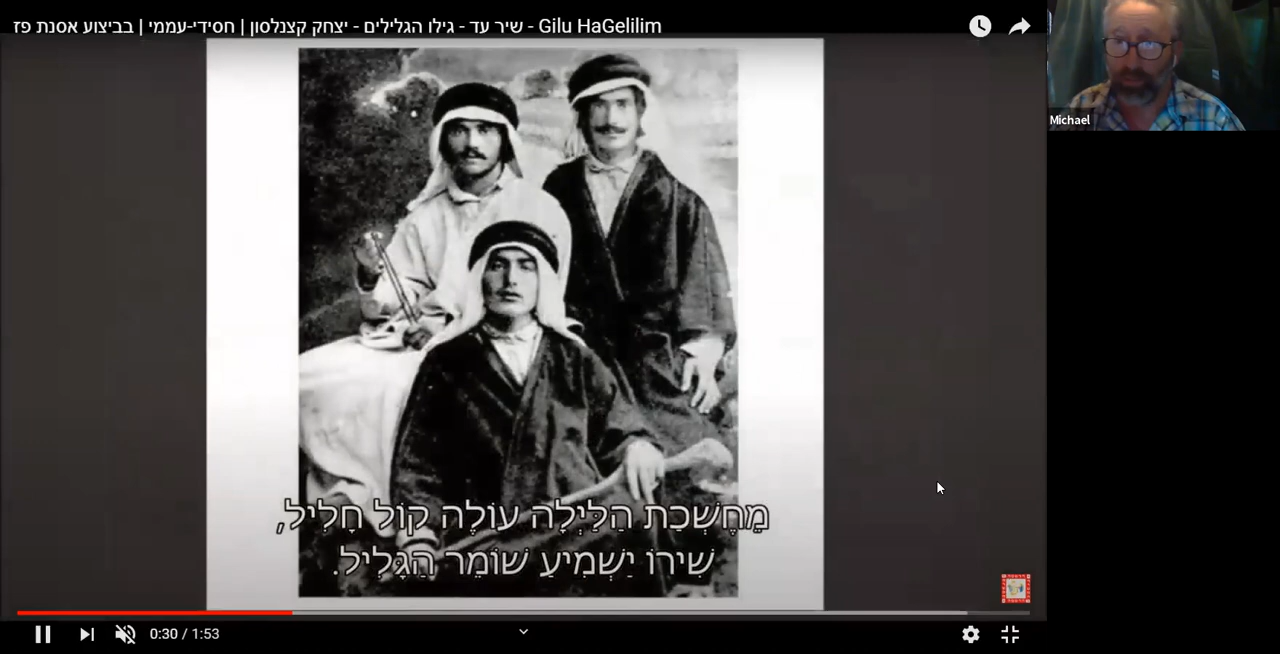 שיר עד - גילו הגלילים - יצחק קצנלסון | חסידי-עממי | בביצוע אסנת פז - Gilu HaGelilim
Michael
מֵחֶשְׁכַת הַלַּיְלָה עוֹלֶה קוֹל חָלִיל,
שִׁירוֹ יַשְׁמִיעַ שׁוֹמֵר הַגָּלִיל.
0:30 / 1:53